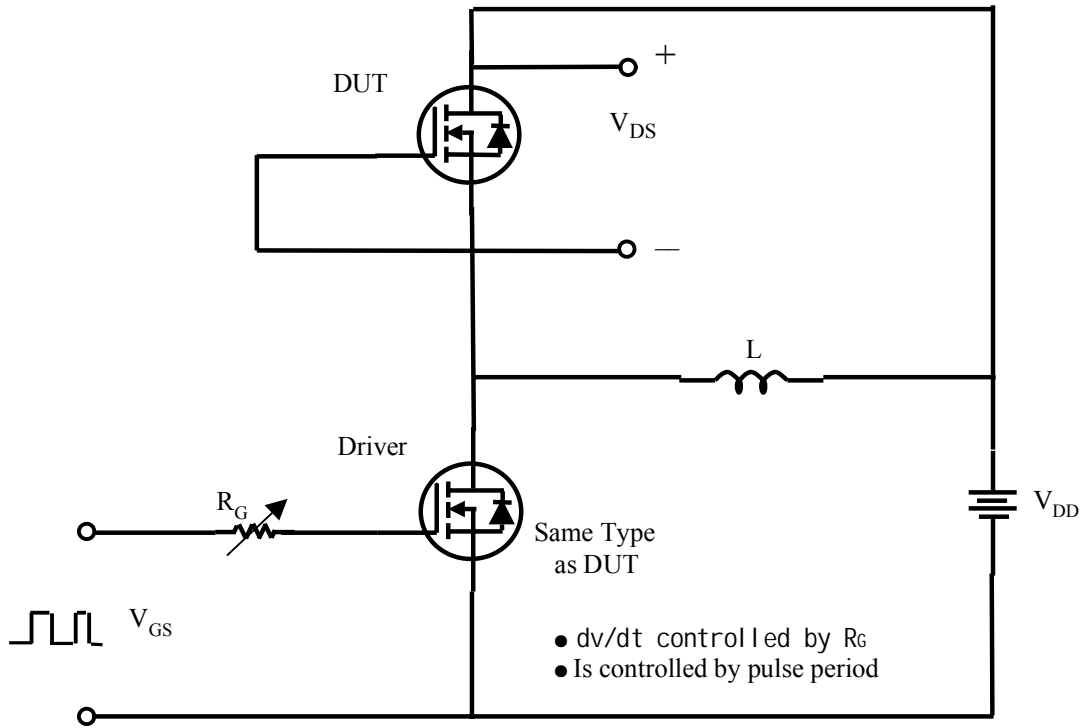 +
DUT
V_DS
—
L
Driver
R_G
V_DD
Same Type
as DUT
V_GS
● dv/dt controlled by RG
● Is controlled by pulse period